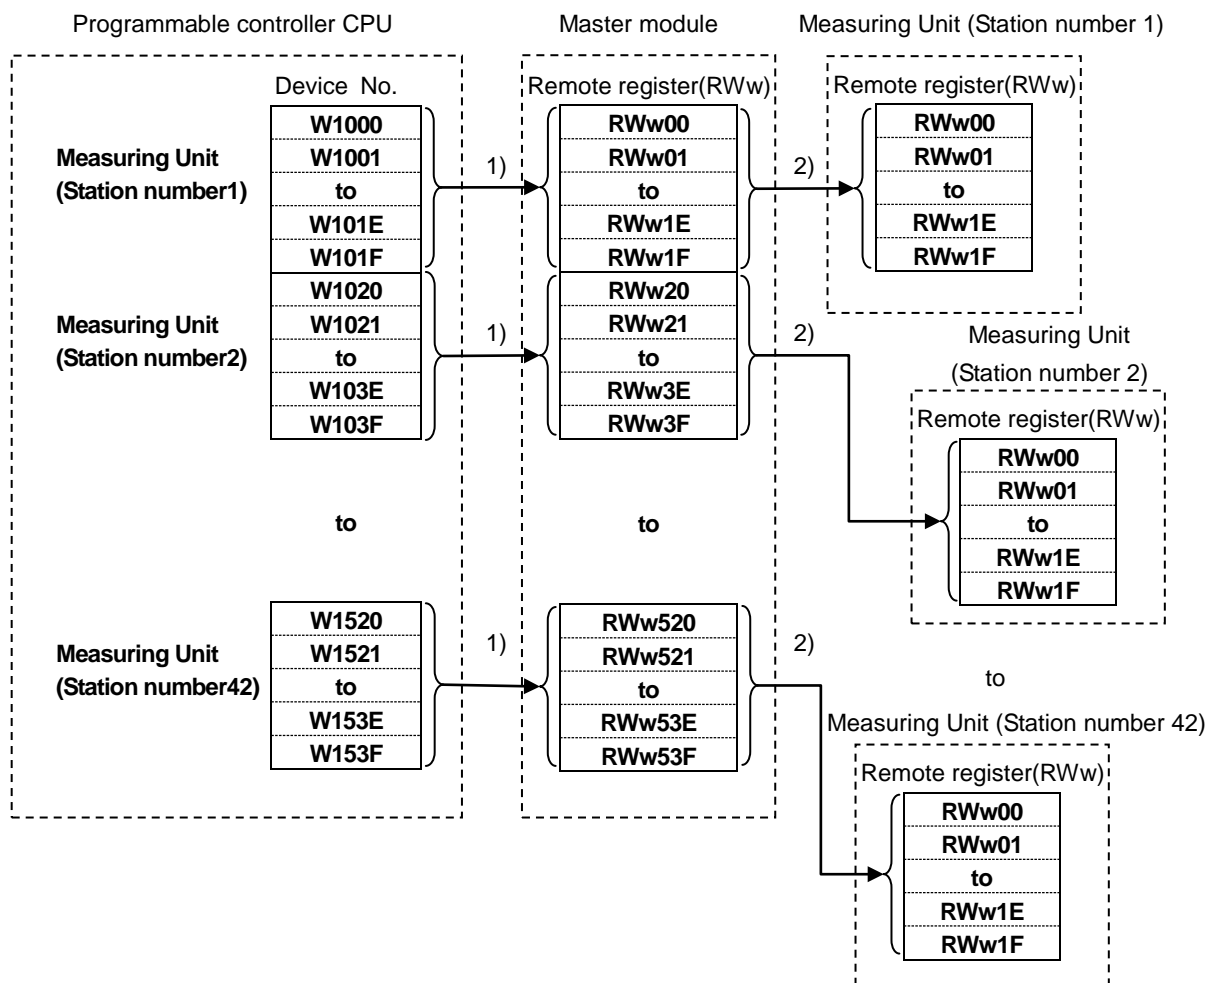 Programmable controller CPU
Master module
Measuring Unit (Station number 1)
Device  No.
Remote register(RWw)
Remote register(RWw)
Measuring Unit
(Station number1)
W1000
W1001
to
W101E
W101F
1)
RWw00
RWw01
to
RWw1E
RWw1F
2)
RWw00
RWw01
to
RWw1E
RWw1F
Measuring Unit
(Station number2)
W1020
W1021
to
W103E
W103F
1)
RWw20
RWw21
to
RWw3E
RWw3F
2)
Measuring Unit
(Station number 2)
Remote register(RWw)
RWw00
RWw01
to
RWw1E
RWw1F
to
to
to
Measuring Unit
(Station number42)
W1520
W1521
to
W153E
W153F
1)
RWw520
RWw521
to
RWw53E
RWw53F
2)
Measuring Unit (Station number 42)
Remote register(RWw)
RWw00
RWw01
to
RWw1E
RWw1F